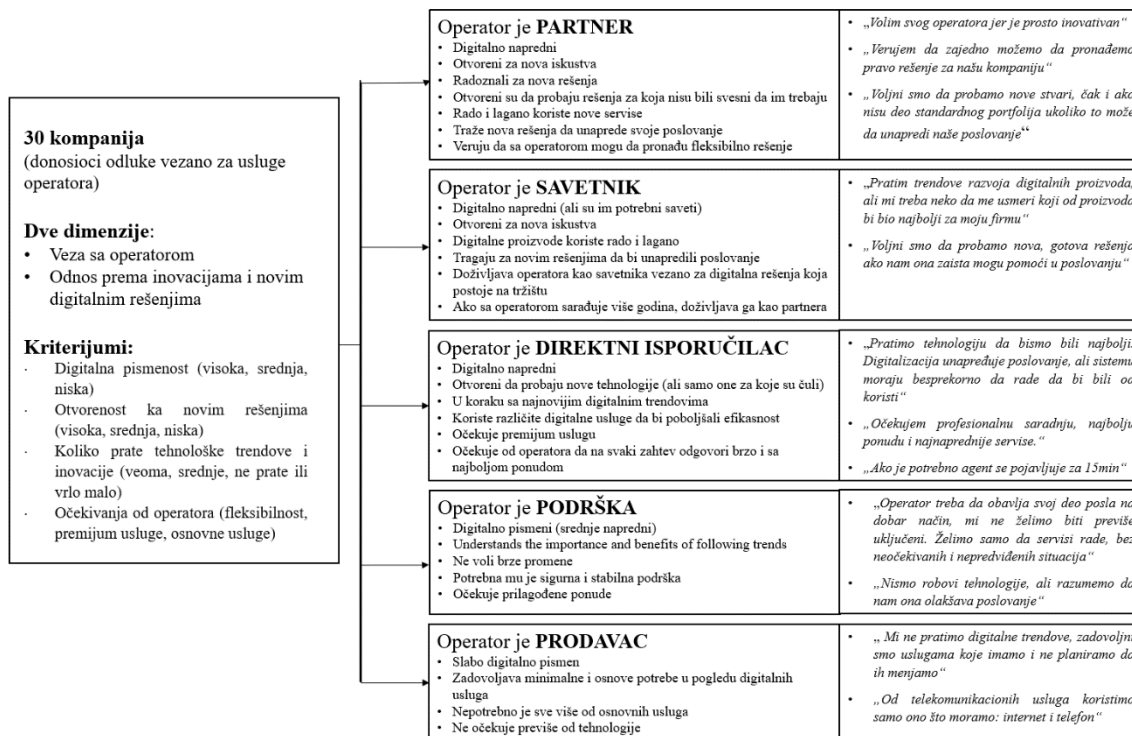 30 kompanija
(donosioci odluke vezano za usluge
operatora)
Dve dimenzije:
• Veza sa operatorom
• Odnos prema inovacijama i novim
digitalnim rešenjima
Kriterijumi:
· Digitalna pismenost (visoka, srednja,
niska)
· Otvorenost ka novim rešenjima
(visoka, srednja, niska)
· Koliko prate tehnološke trendove i
inovacije (veoma, srednje, ne prate ili
vrlo malo)
· Očekivanja od operatora (fleksibilnost,
premijum usluge, osnovne usluge)
Operator je PARTNER
• Digitalno napredni
• Otvoreni za nova iskustva
• Radoznali za nova rešenja
• Otvoreni su da probaju rešenja za koja nisu bili svesni da im trebaju
• Rado i lagano koriste nove servise
• Traže nova rešenja da unaprede svoje poslovanje
• Veruju da sa operatorom mogu da pronađu fleksibilno rešenje
• „Volim svog operatora jer je prosto inovativan“
• „Verujem da zajedno možemo da pronađemo
pravo rešenje za našu kompaniju“
• „Voljni smo da probamo nove stvari, čak i ako
nisu deo standardnog portfolija ukoliko to može
da unapredi naše poslovanje“
Operator je SAVETNIK
• Digitalno napredni (ali su im potrebni saveti)
• Otvoreni za nova iskustva
• Digitalne proizvode koriste rado i lagano
• Tragaju za novim rešenjima da bi unapredili poslovanje
• Doživljava operatora kao savetnika vezano za digitalna rešenja koja
postoje na tržištu
• Ako sa operatorom sarađuje više godina, doživljava ga kao partnera
• „Pratim trendove razvoja digitalnih proizvoda,
ali mi treba neko da me usmeri koji od proizvoda
bi bio najbolji za moju firmu“
• „Voljni smo da probamo nova, gotova rešenja
ako nam ona zaista mogu pomoći u poslovanju“
Operator je DIREKTNI ISPORUČILAC
• Digitalno napredni
• Otvoreni da probaju nove tehnologije (ali samo one za koje su čuli)
• U koraku sa najnovijim digitalnim trendovima
• Koriste različite digitalne usluge da bi poboljšali efikasnost
• Očekuje premijum uslugu
• Očekuje od operatora da na svaki zahtev odgovori brzo i sa
najboljom ponudom
• „Pratimo tehnologiju da bismo bili najbolji.
Digitalizacija unapređuje poslovanje, ali sistemi
moraju besprekorno da rade da bi bili od
koristi“
• „Očekujem profesionalnu saradnju, najbolju
ponudu i najnaprednije servise.“
• „Ako je potrebno agent se pojavljuje za 15min“
Operator je PODRŠKA
• Digitalno pismeni (srednje napredni)
• Understands the importance and benefits of following trends
• Ne voli brze promene
• Potrebna mu je sigurna i stabilna podrška
• Očekuje prilagođene ponude
• „Operator treba da obavlja svoj deo posla na
dobar način, mi ne želimo biti previše
uključeni. Želimo samo da servisi rade, bez
neočekivanih i nepredviđenih situacija“
• „Nismo robovi tehnologije, ali razumemo da
nam ona olakšava poslovanje“
Operator je PRODAVAC
• Slabo digitalno pismen
• Zadovoljava minimalne i osnove potrebe u pogledu digitalnih
usluga
• Nepotrebno je sve više od osnovnih usluga
• Ne očekuje previše od tehnologije
• „ Mi ne pratimo digitalne trendove, zadovoljni
smo uslugama koje imamo i ne planiramo da
ih menjamo“
• „Od telekomunikacionih usluga koristimo
samo ono što moramo: internet i telefon“